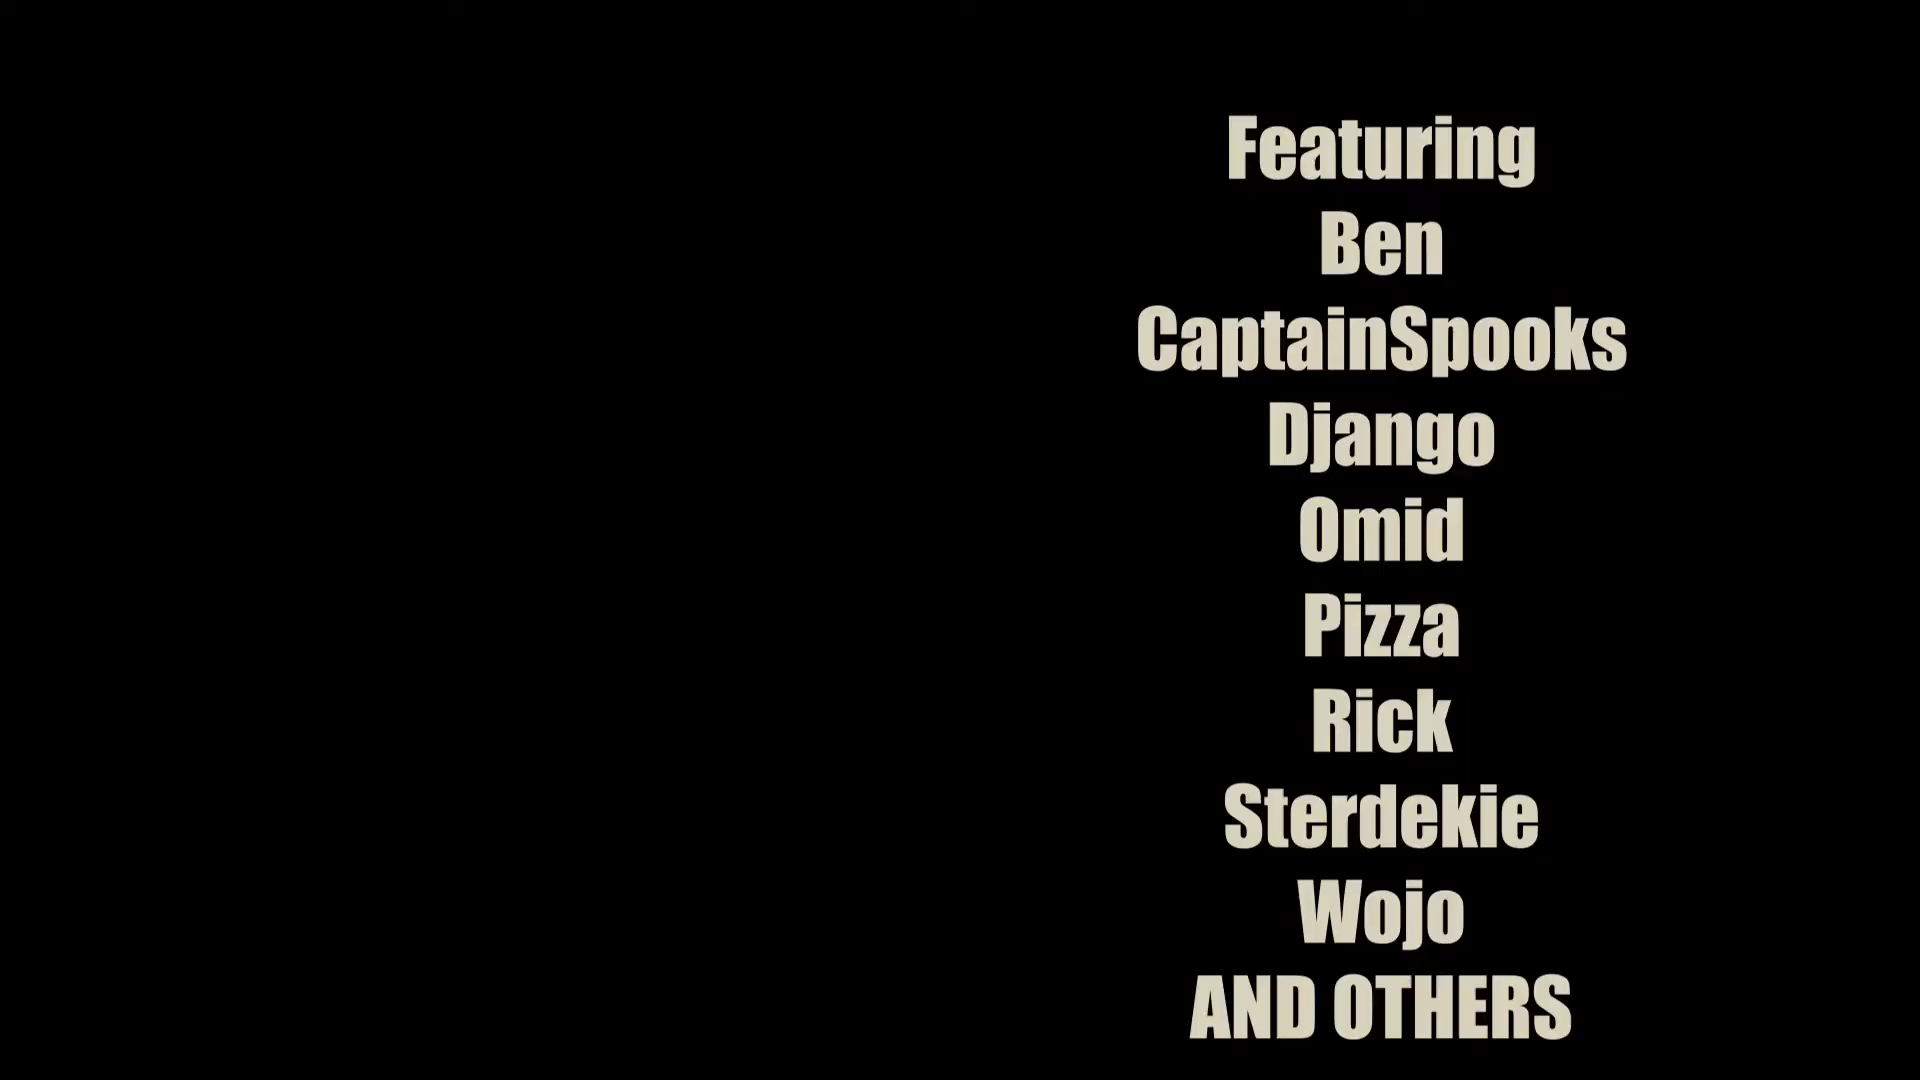 Featuring
Ben
CaptainSpooks
Django
Omid
Pizza
Rick
Sterdekie
Wojo
AND OTHERS